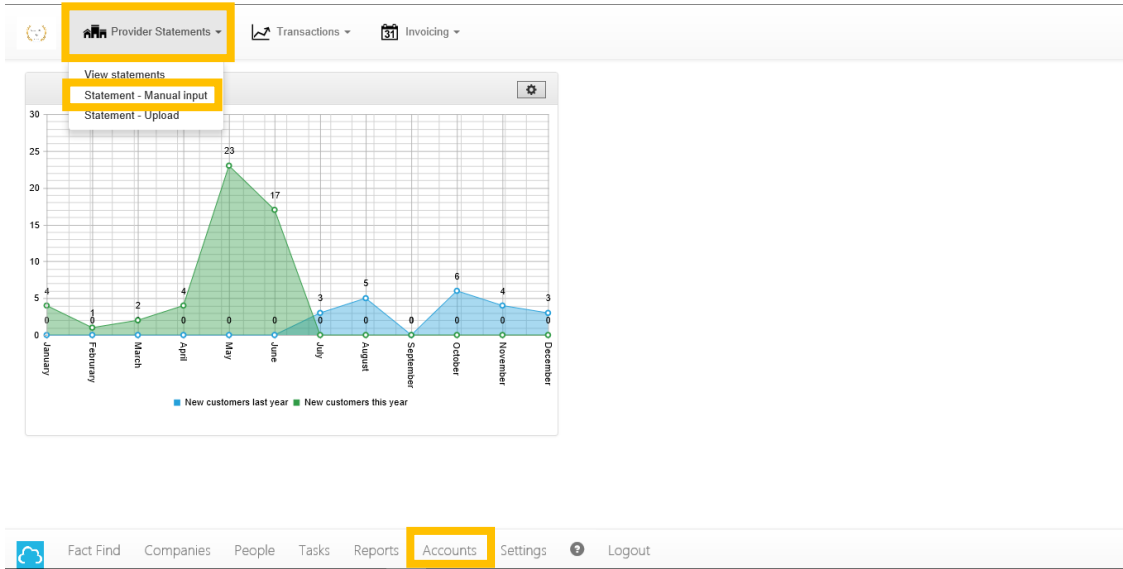 Provider Statements Transactions 31 Invoicing
View statements
Statement - Manual input
Statement - Upload
30
25
20
15
10
5
0
4 1 2 4 23 17 3 5 0 6 4 3
0 0 0 0 0 0 0 0 0 0 0
January Februrary March April May June July August September October November December
New customers last year New customers this year
Fact Find Companies People Tasks Reports Accounts Settings ? Logout